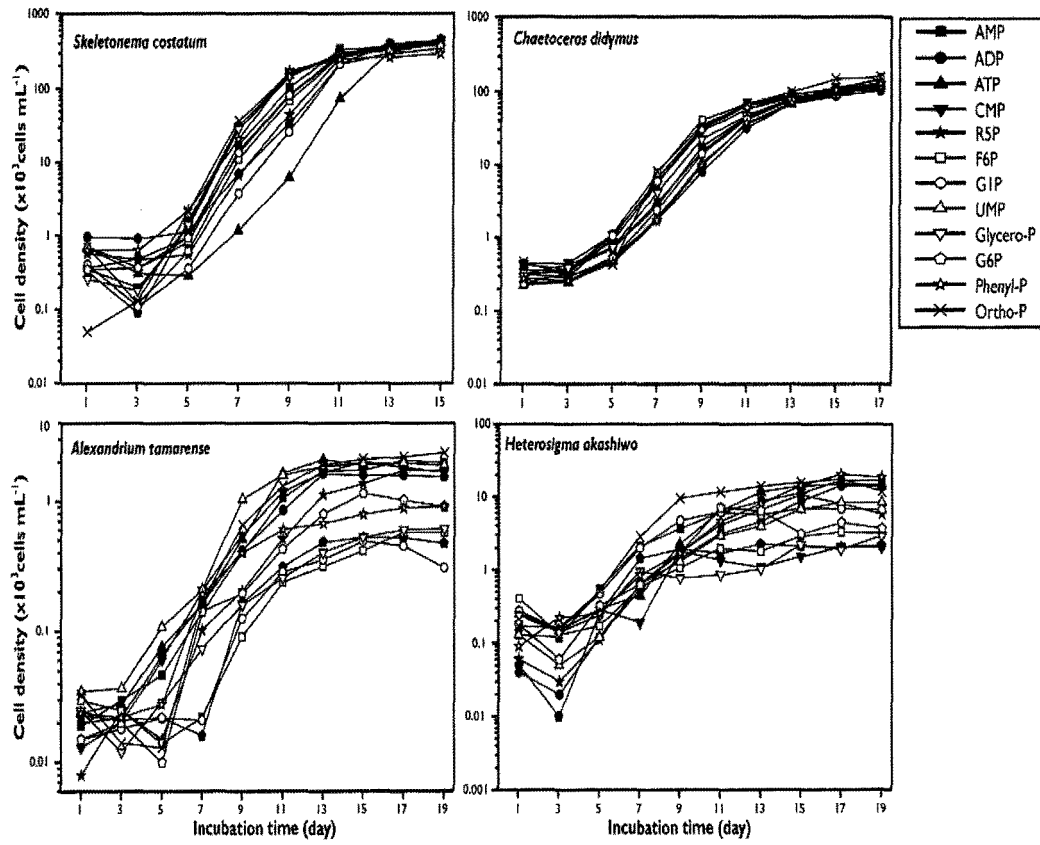 Skeletonema costatum
Chaetoceros didymus
Cell density (x10³cells mL⁻¹)
1000
100
10
1
0.1
0.01
1 3 5 7 9 11 13 15
1000
100
10
1
0.1
0.01
1 3 5 7 9 11 13 15 17
AMP
ADP
ATP
CMP
R5P
F6P
G1P
UMP
Glycero-P
G6P
Phenyl-P
Ortho-P
Alexandrium tamarense
Heterosigma akashiwo
Cell density (x10³cells mL⁻¹)
10
1
0.1
0.01
1 3 5 7 9 11 13 15 17 19
Incubation time (day)
100
10
1
0.1
0.01
0.001
1 3 5 7 9 11 13 15 17 19
Incubation time (day)